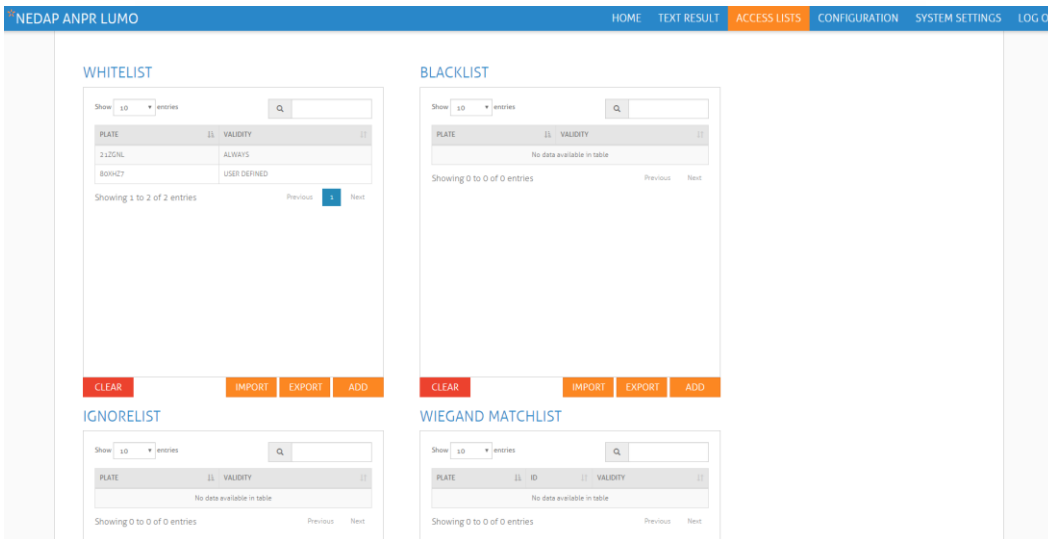 NEDAP ANPR LUMO HOME TEXT RESULT ACCESS LISTS CONFIGURATION SYSTEM SETTINGS LOG O
WHITELIST
Show 10 entries
PLATE VALIDITY
21ZGNL ALWAYS
80XHZ7 USER DEFINED
Showing 1 to 2 of 2 entries Previous 1 Next
CLEAR IMPORT EXPORT ADD
BLACKLIST
Show 10 entries
PLATE VALIDITY
No data available in table
Showing 0 to 0 of 0 entries Previous Next
CLEAR IMPORT EXPORT ADD
IGNORELIST
Show 10 entries
PLATE VALIDITY
No data available in table
Showing 0 to 0 of 0 entries Previous Next
WIEGAND MATCHLIST
Show 10 entries
PLATE ID VALIDITY
No data available in table
Showing 0 to 0 of 0 entries Previous Next